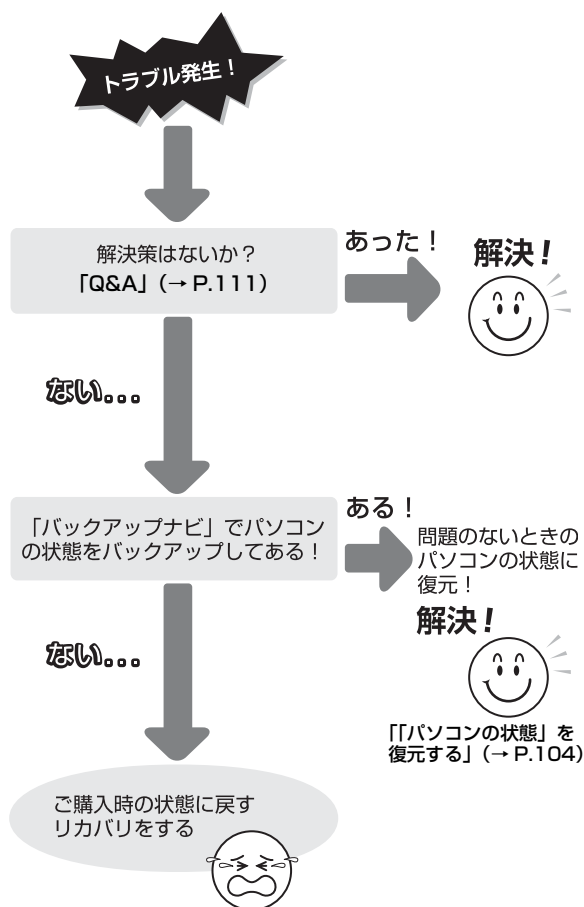 トラブル発生！
解決策はないか？
「Q&A」（→ P.111）
あった！
解決！
ない...
「バックアップナビ」でパソコン
の状態をバックアップしてある！
ある！
問題のないときの
パソコンの状態に
復元！
解決！
「「パソコンの状態」を
復元する」（→ P.104）
ない...
ご購入時の状態に戻す
リカバリをする